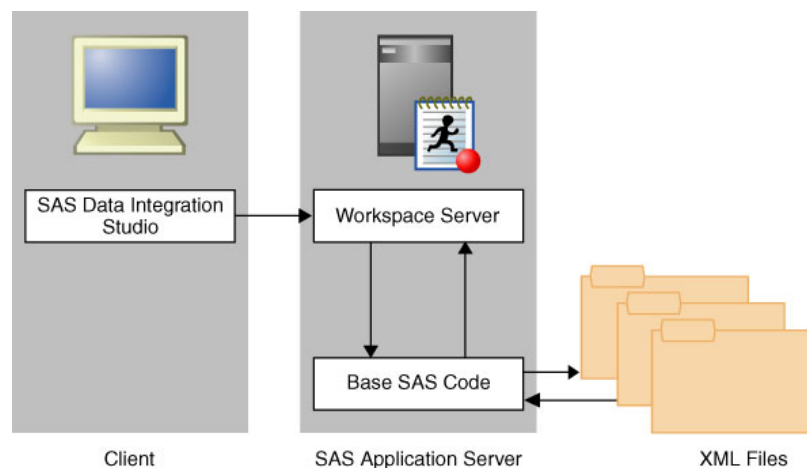 SAS Data Integration
Studio
Workspace Server
Base SAS Code
Client
SAS Application Server
XML Files